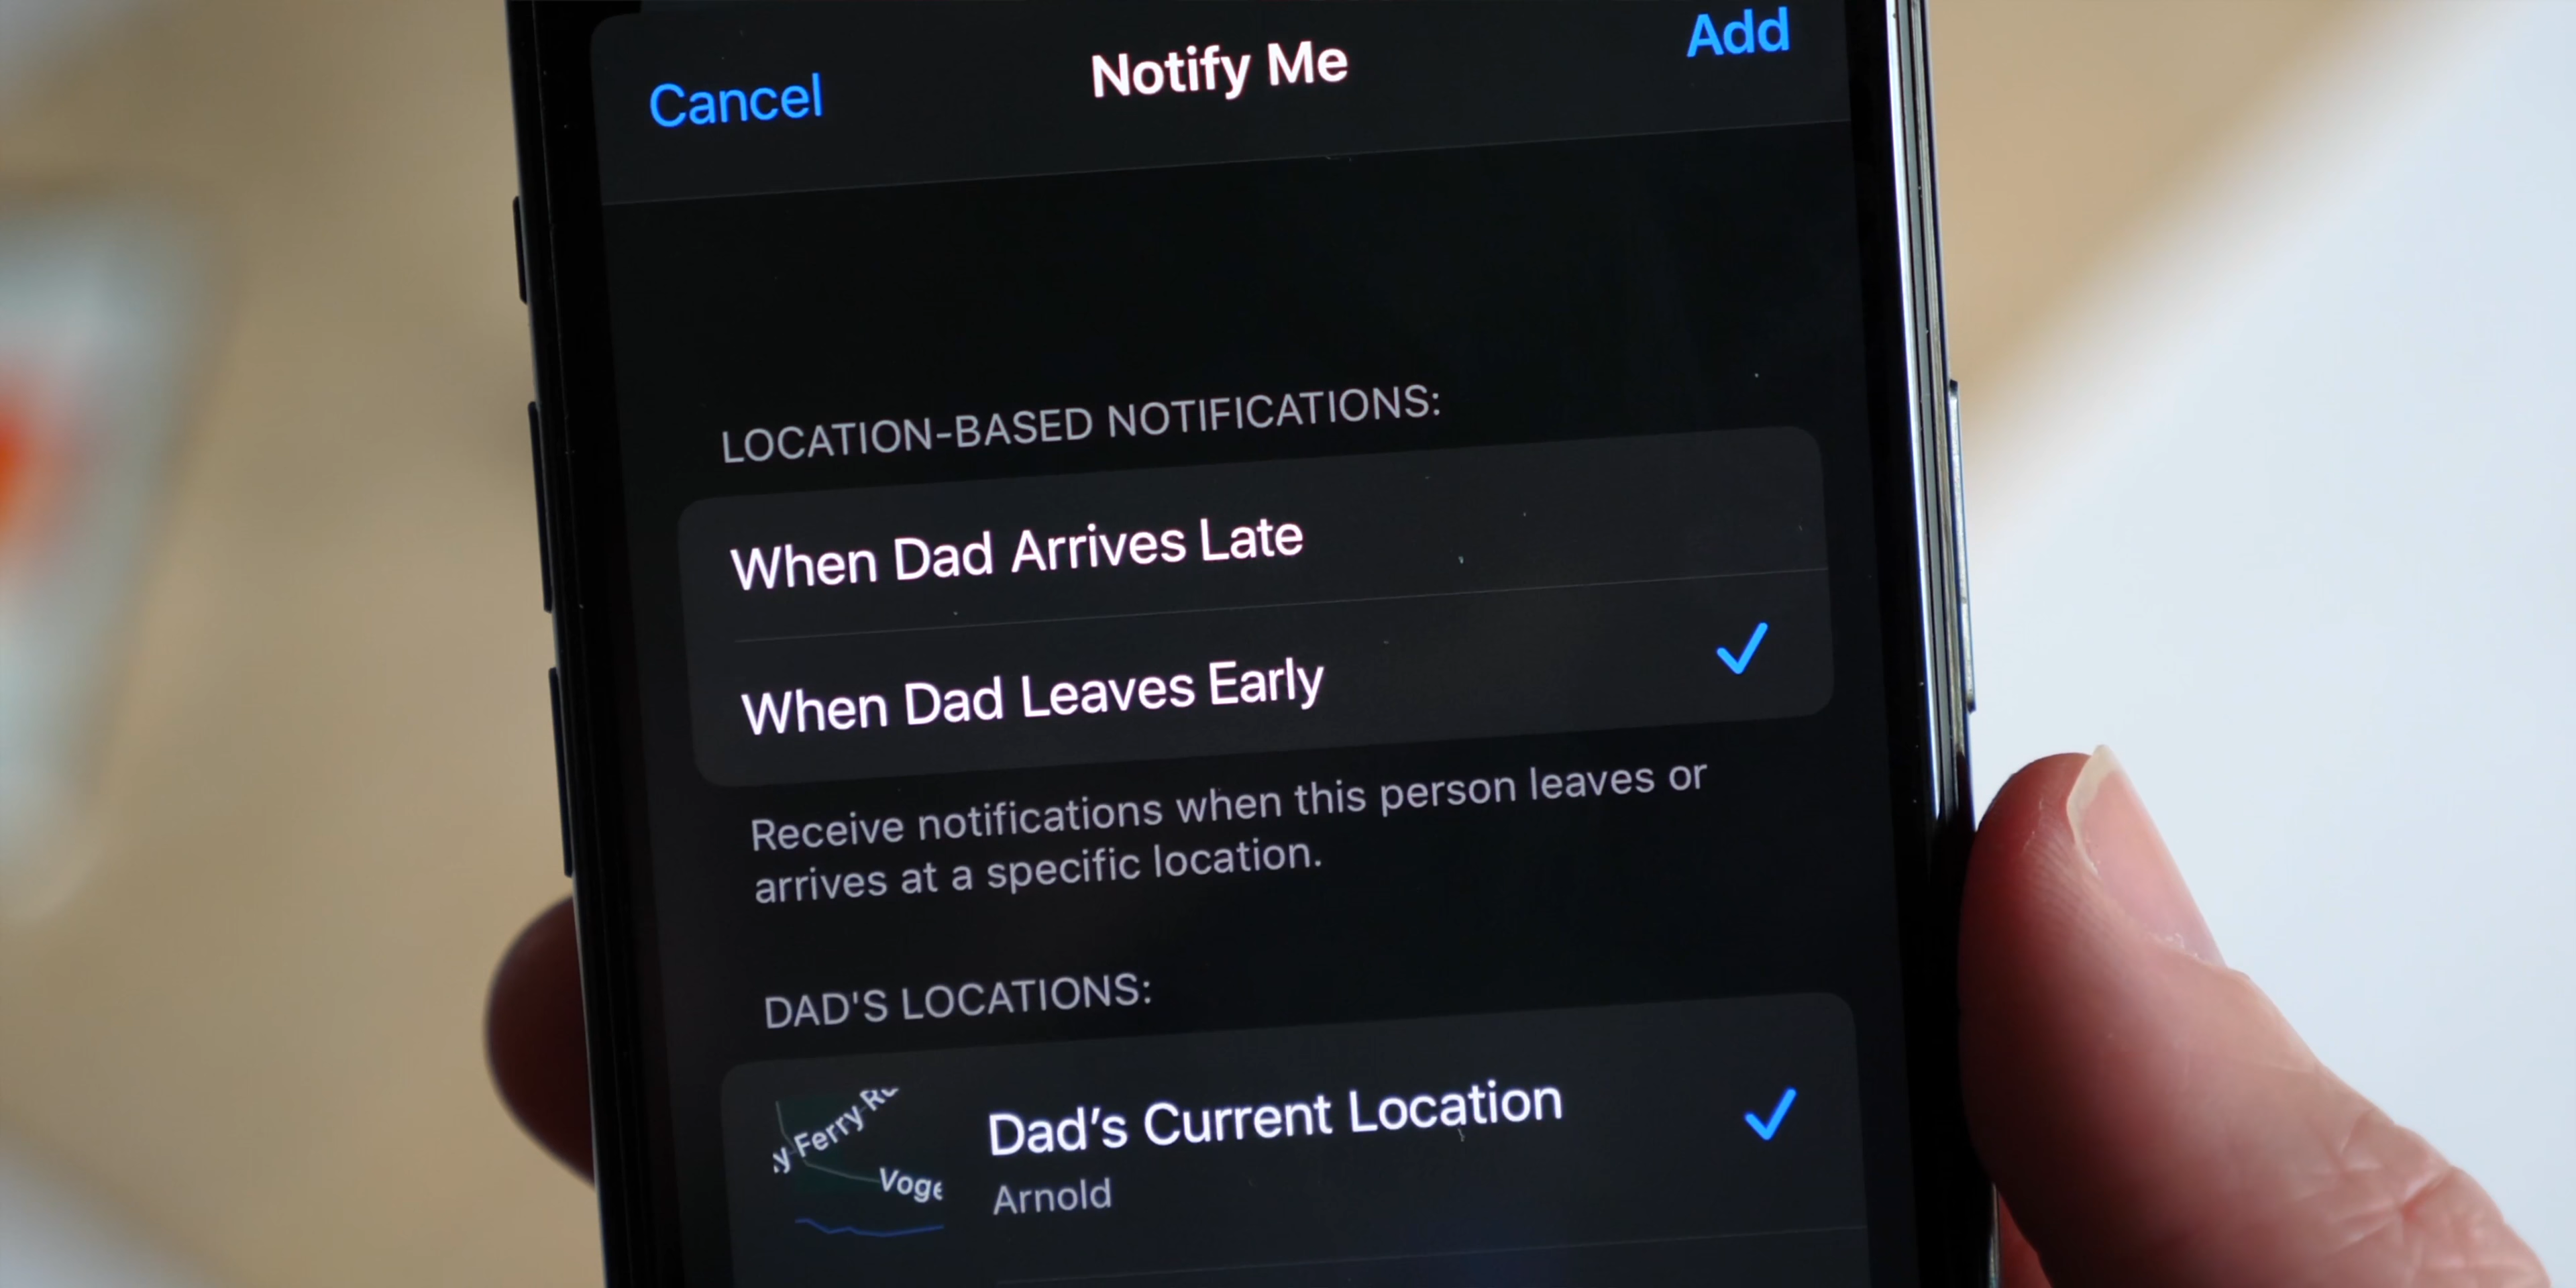 Cancel
Notify Me
Add
LOCATION-BASED NOTIFICATIONS:
When Dad Arrives Late
When Dad Leaves Early
Receive notifications when this person leaves or
arrives at a specific location.
DAD'S LOCATIONS:
Ferry
Dad’s Current Location
Arnold